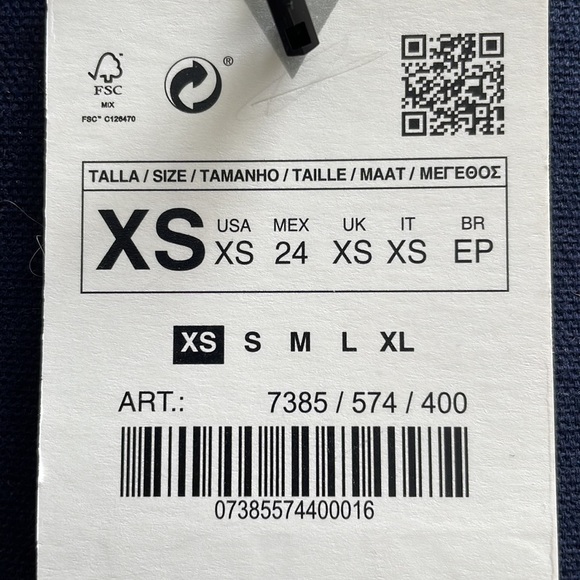 ®
FSC
MIX
FSC™ C126470
TALLA / SIZE / TAMANHO / TAILLE / MAAT / ΜΕΓΕΘΟΣ
XS USA MEX UK IT BR
XS 24 XS XS EP
XS S M L XL
ART.: 7385 / 574 / 400
07385574400016